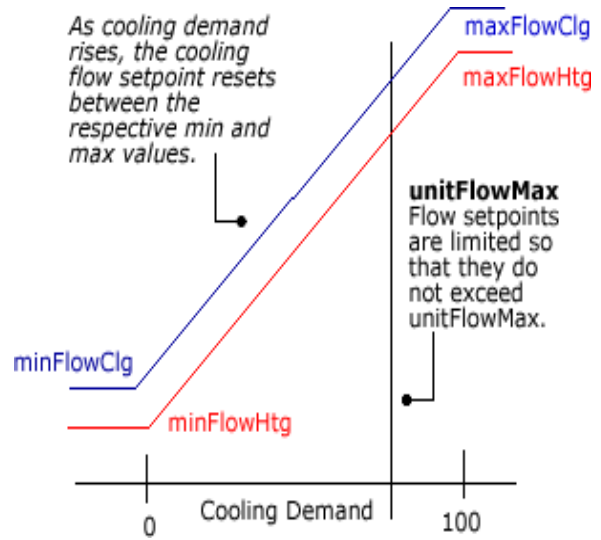 As cooling demand
rises, the cooling
flow setpoint resets
between the
respective min and
max values.
maxFlowClg
maxFlowHtg
unitFlowMax
Flow setpoints
are limited so
that they do
not exceed
unitFlowMax.
minFlowClg
minFlowHtg
0
Cooling Demand
100